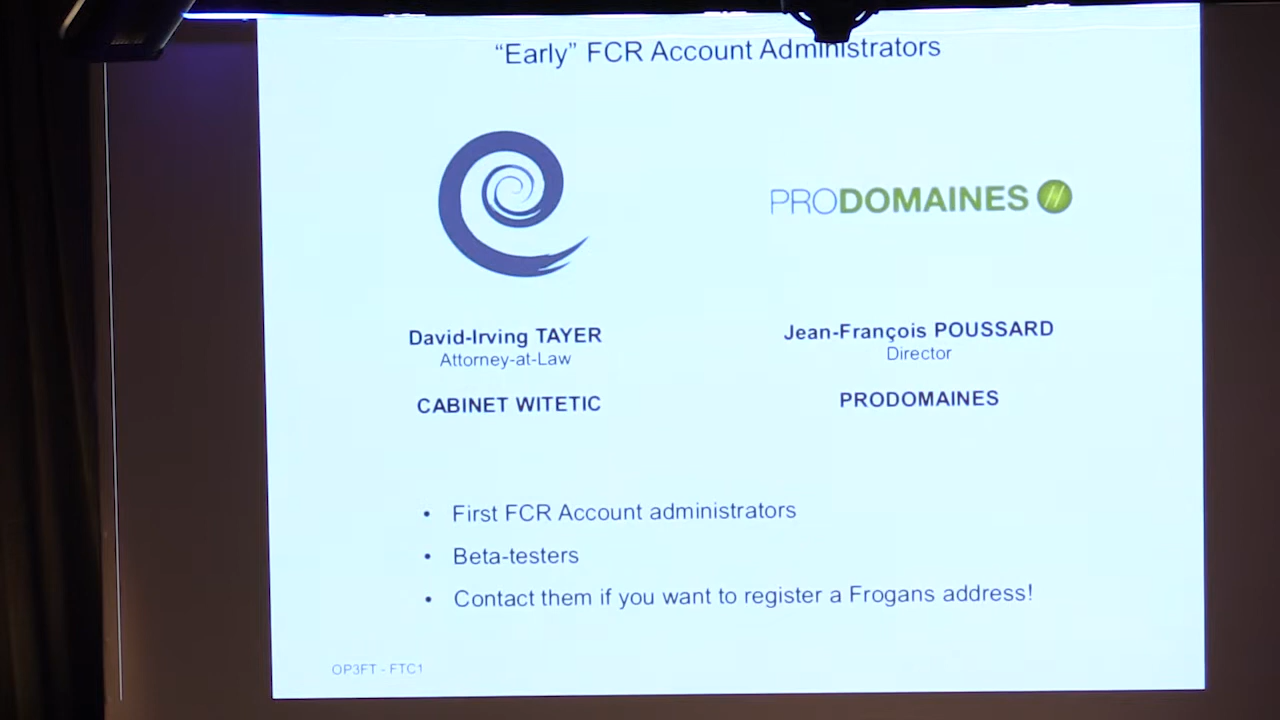 “Early” FCR Account Administrators
PRODOMAINES
David-Irving TAYER
Attorney-at-Law
CABINET WITETIC
Jean-François POUSSARD
Director
PRODOMAINES
• First FCR Account administrators
• Beta-testers
• Contact them if you want to register a Frogans address!
OP3FT - FTC1